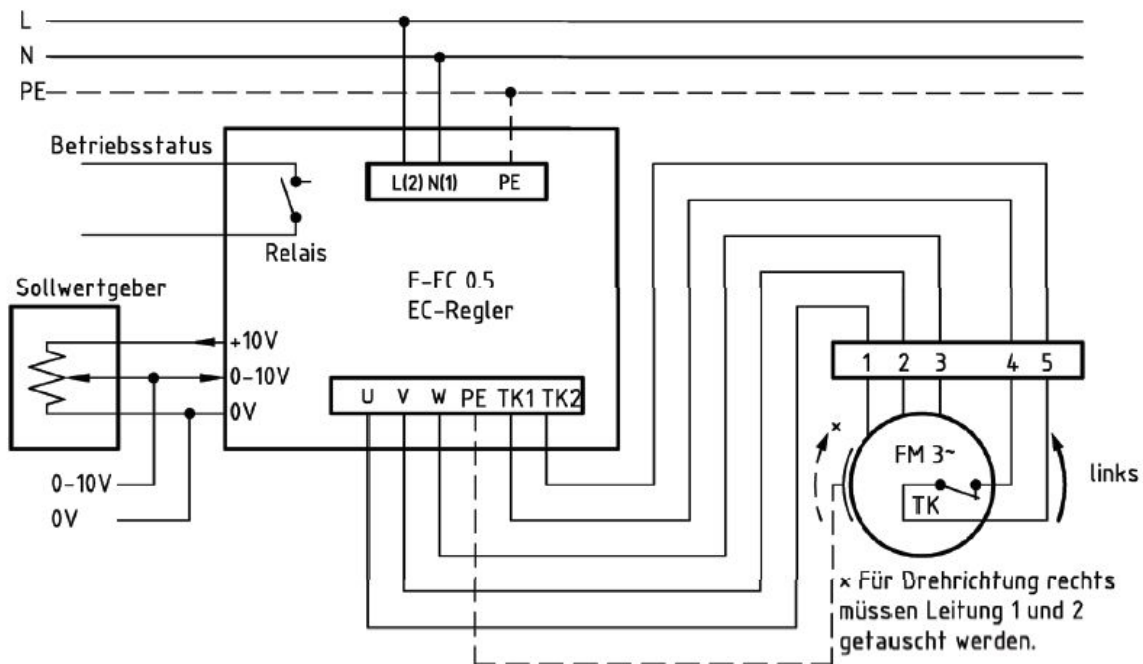 L
N
PE
Betriebsstatus
L(2) N(1) PE
Relais
E-EC 0.5
EC-Regler
Sollwertgeber
+10V
0-10V
0V
U V W PE TK1 TK2
0-10V
0V
1 2 3 4 5
×
FM 3~
TK
links
× Für Drehrichtung rechts
müssen Leitung 1 und 2
getauscht werden.